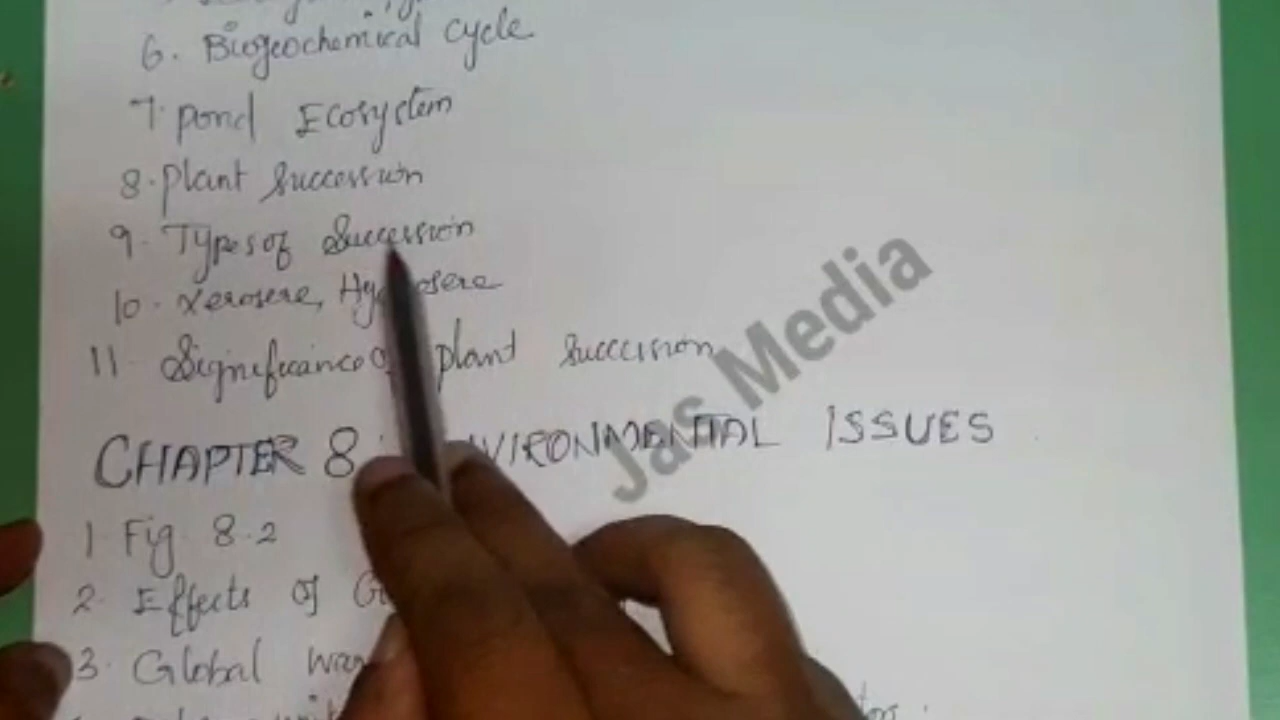 6. Biogeochemical cycle
7. Pond Ecosystem
8. Plant Succession
9. Types of Succession
10. Xerosere,
11. Significance of plant succession
Jas Media
CHAPTER 8: ENVIRONMENTAL ISSUES
1 Fig 8.2
2. Effects of
3. Global